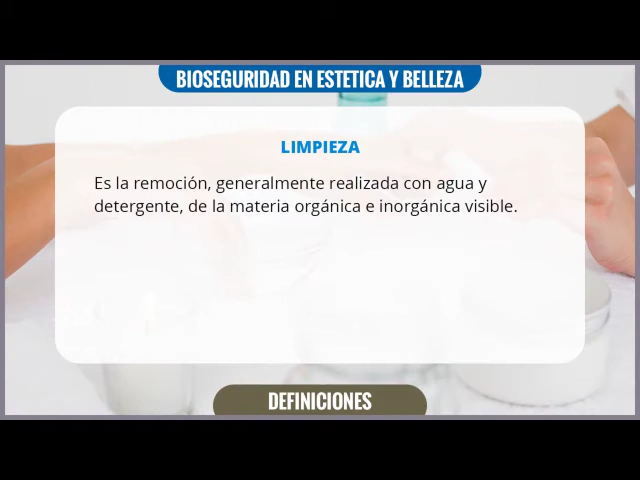 BIOSEGURIDAD EN ESTETICA Y BELLEZA
LIMPIEZA
Es la remoción, generalmente realizada con agua y
detergente, de la materia orgánica e inorgánica visible.
DEFINICIONES